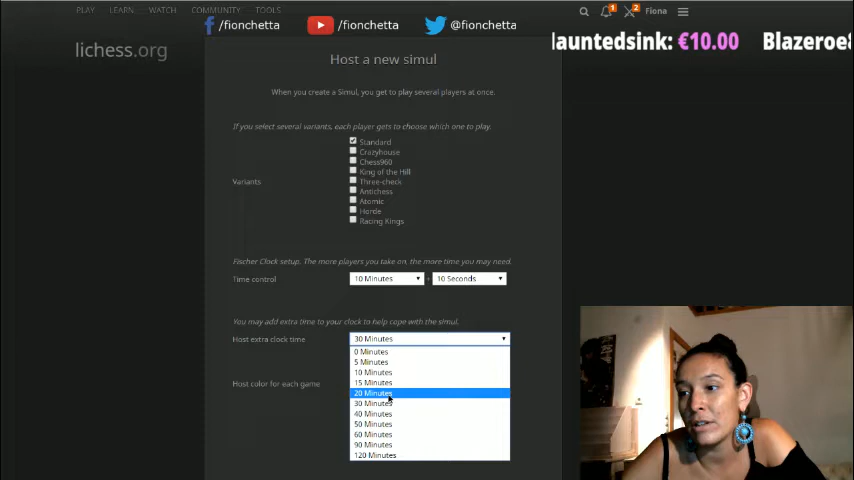 PLAY LEARN WATCH COMMUNITY TOOLS 1 2 Fiona
/fionchetta /fionchetta @fionchetta
lichess.org
auntedsink: €10.00 Blazeroe
Host a new simul
When you create a Simul, you get to play several players at once.
If you select several variants, each player gets to choose which one to play.
Variants
Standard
Crazyhouse
Chess960
King of the Hill
Three-check
Antichess
Atomic
Horde
Racing Kings
Fischer Clock setup. The more players you take on, the more time you may need.
Time control 10 Minutes + 10 Seconds
You may add extra time to your clock to help cope with the simul.
Host extra clock time 30 Minutes
0 Minutes
5 Minutes
10 Minutes
15 Minutes
20 Minutes
30 Minutes
40 Minutes
50 Minutes
60 Minutes
90 Minutes
120 Minutes
Host color for each game